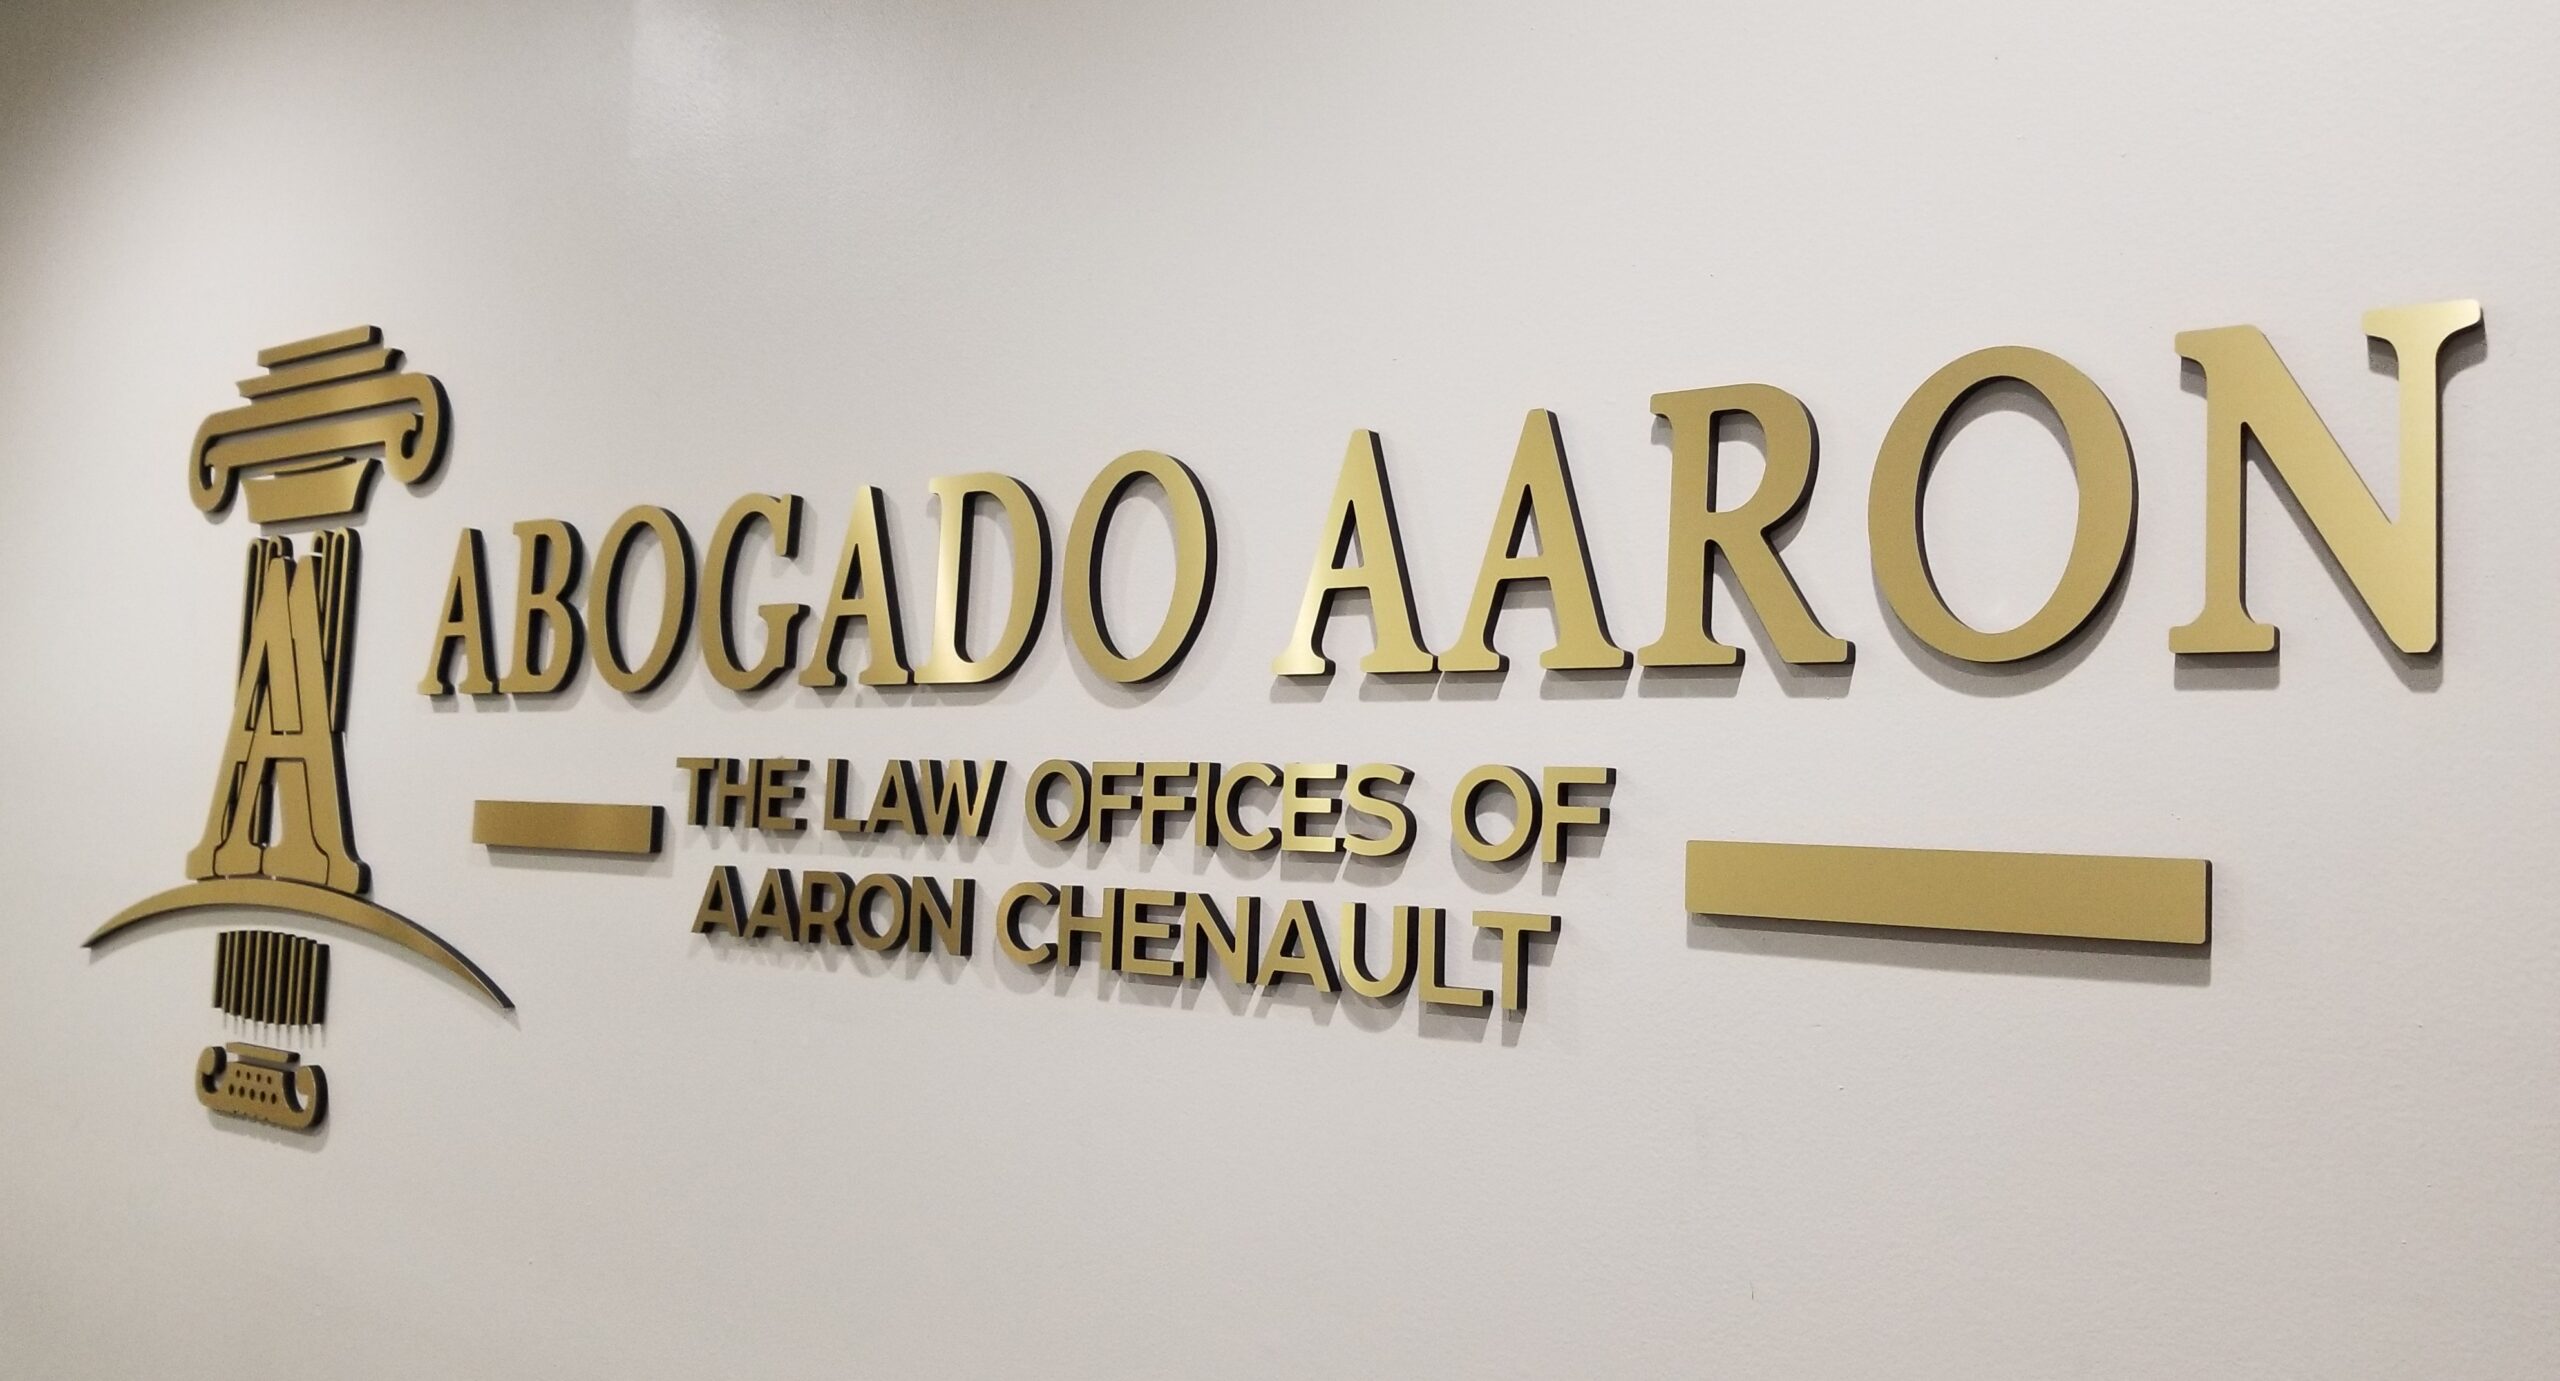 ABOGADO AARON
THE LAW OFFICES OF
AARON CHENAULT